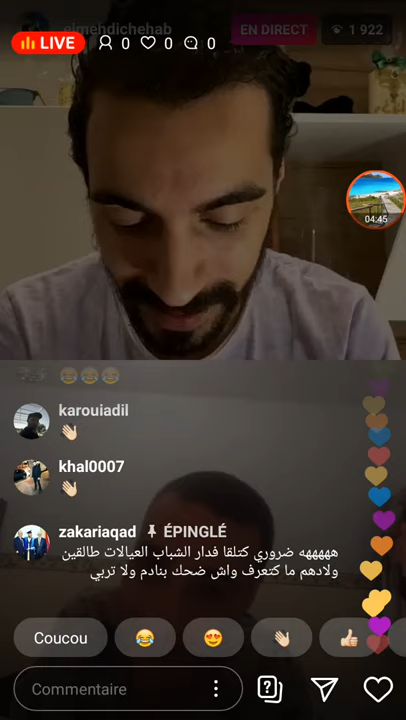 elmehdichehab
EN DIRECT
1 922
LIVE
0
0
0
04:45
😂😂😂
karouiadil
👋🏻
khal0007
👋🏻
zakariaqad ÉPINGLÉ
هههههه ضروري كتلقا فدار الشباب العيالات طالقين
ولادهم ما كتعرف واش ضحك بنادم ولا تربي
Coucou
😂
😍
👋🏻
👍🏻
Commentaire